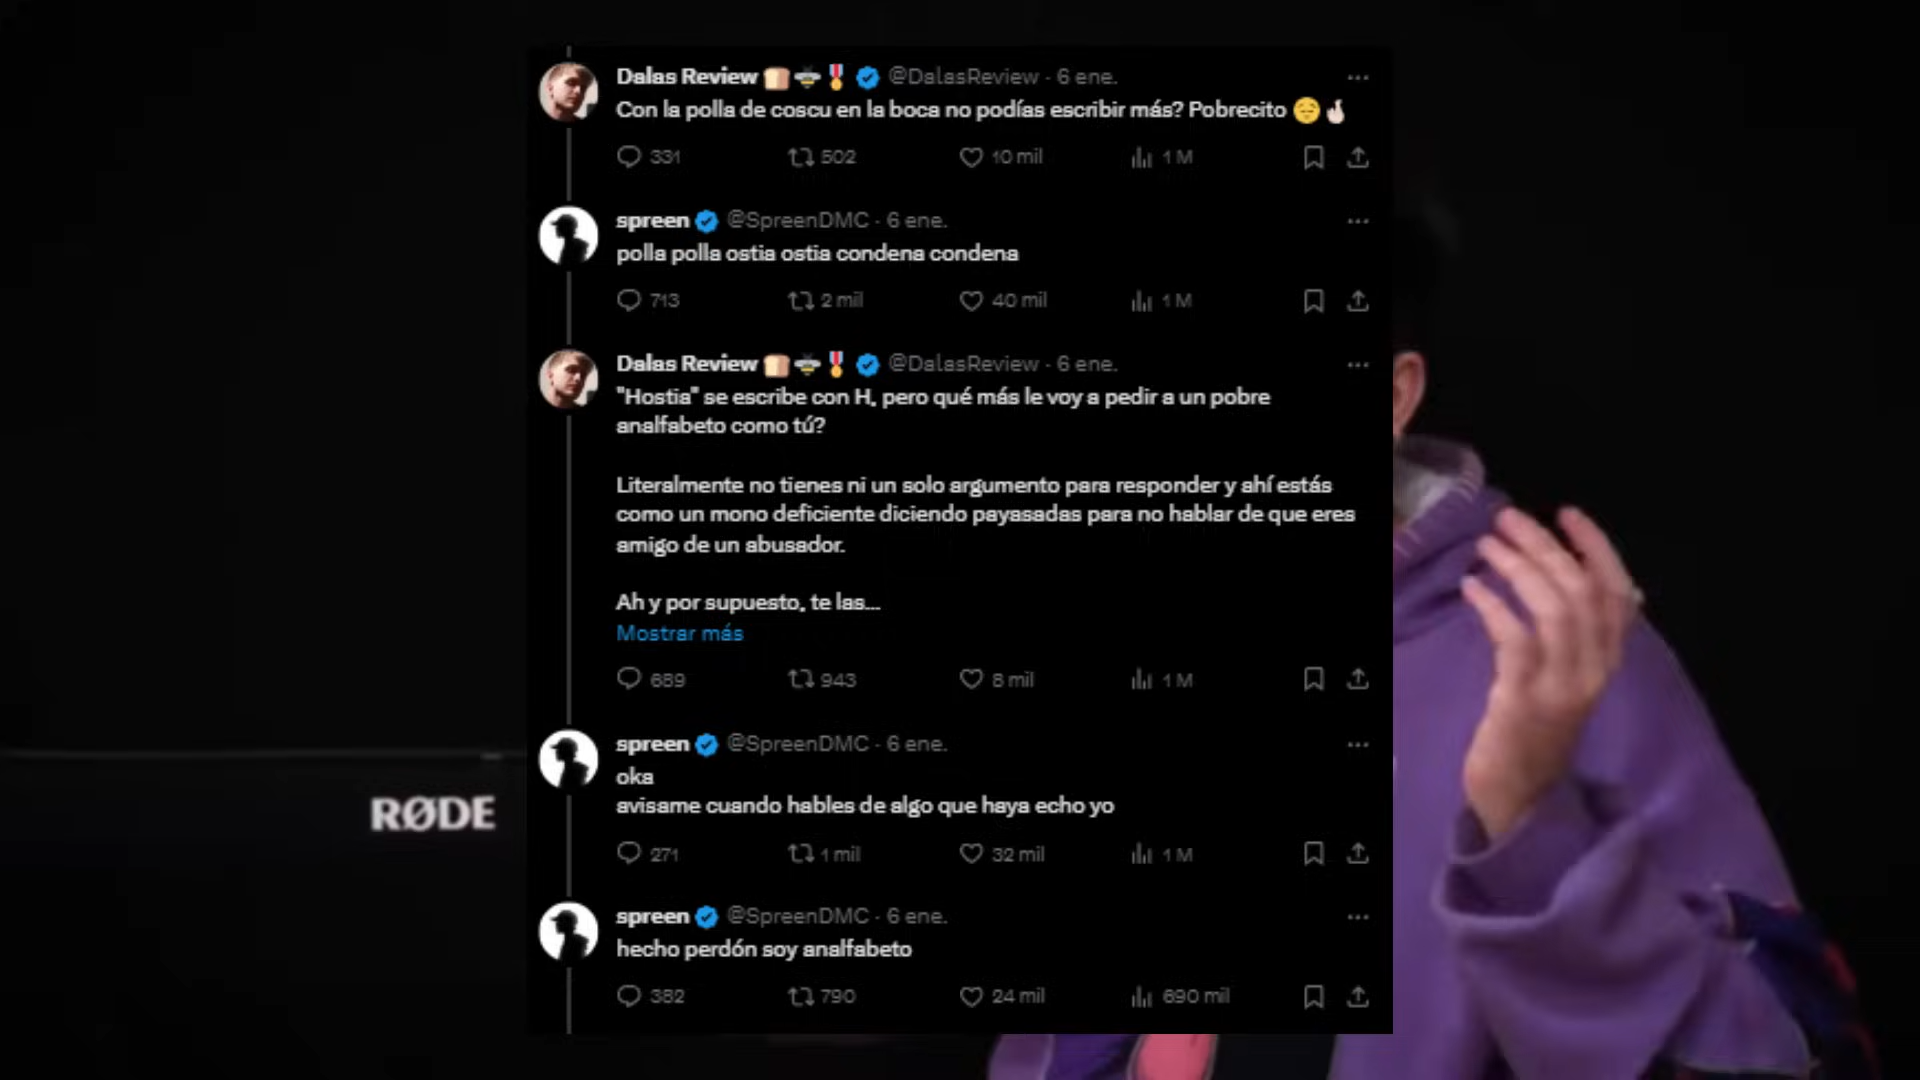 Dalas Review 🍞🐝🎖️ @DalasReview · 6 ene.
Con la polla de coscu en la boca no podías escribir más? Pobrecito 😔🤞🏻
331 502 10 mil 1 M
spreen @SpreenDMC · 6 ene.
polla polla ostia ostia condena condena
713 2 mil 40 mil 1 M
Dalas Review 🍞🐝🎖️ @DalasReview · 6 ene.
"Hostia" se escribe con H, pero qué más le voy a pedir a un pobre
analfabeto como tú?
Literalmente no tienes ni un solo argumento para responder y ahí estás
como un mono deficiente diciendo payasadas para no hablar de que eres
amigo de un abusador.
Ah y por supuesto, te las...
Mostrar más
689 943 8 mil 1 M
spreen @SpreenDMC · 6 ene.
oka
avisame cuando hables de algo que haya echo yo
271 1 mil 32 mil 1 M
spreen @SpreenDMC · 6 ene.
hecho perdón soy analfabeto
382 790 24 mil 690 mil
RØDE